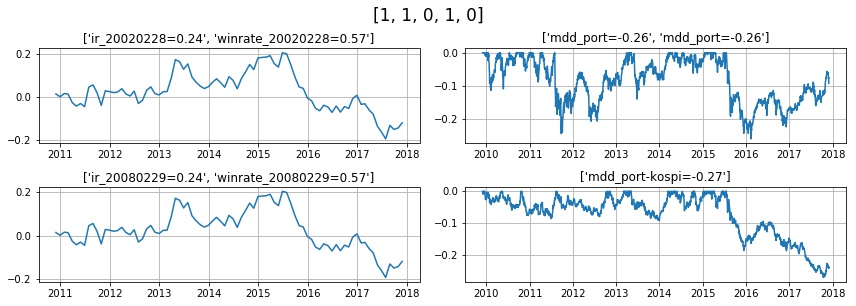 [1, 1, 0, 1, 0]
['ir_20020228=0.24', 'winrate_20020228=0.57']
0.2
0.0
−0.2
2011 2012 2013 2014 2015 2016 2017 2018
['mdd_port=-0.26', 'mdd_port=-0.26']
0.0
−0.1
−0.2
2010 2011 2012 2013 2014 2015 2016 2017 2018
['ir_20080229=0.24', 'winrate_20080229=0.57']
0.2
0.0
−0.2
2011 2012 2013 2014 2015 2016 2017 2018
['mdd_port-kospi=-0.27']
0.0
−0.1
−0.2
2010 2011 2012 2013 2014 2015 2016 2017 2018